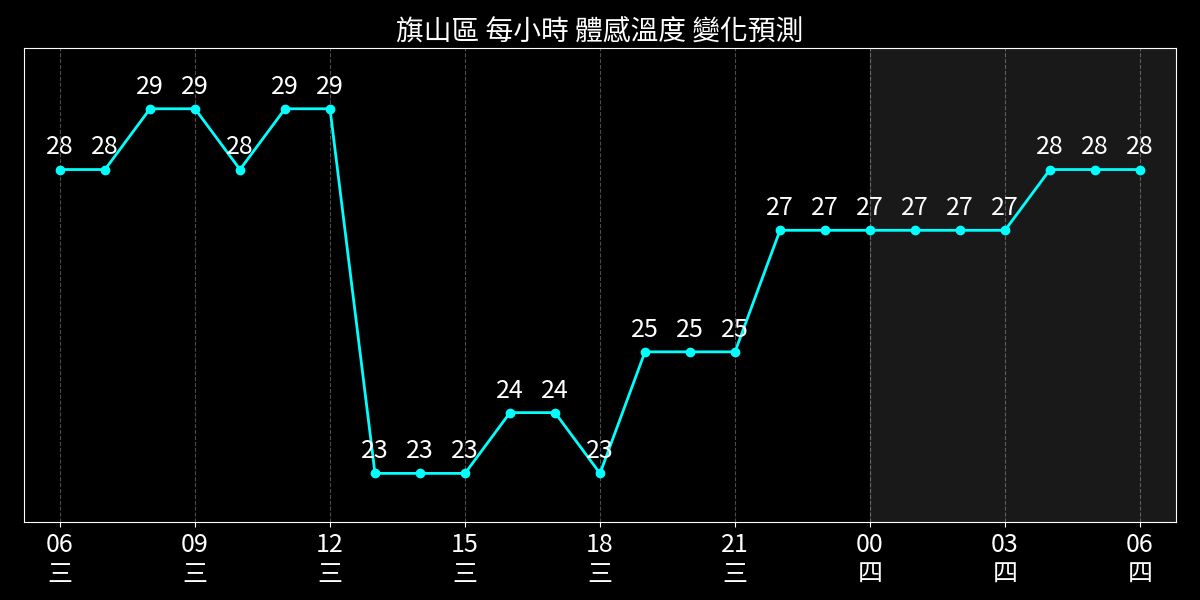 旗山區 每小時 體感溫度 變化預測
28 28 29 29 28 29 29 23 23 23 24 24 23 25 25 25 27 27 27 27 27 27 28 28 28
06 09 12 15 18 21 00 03 06
三 三 三 三 三 三 四 四 四